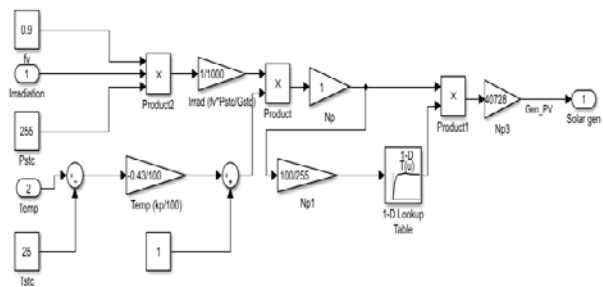 0.9
fv
1
Irradiation
255
Pstc
X
Product2
1/1000
Irrad (fv*Pstc/Gstc)
X
Product
1
Np
X
Product1
40728
Np3
Gen_PV
1
Solar gen
2
Temp
25
Tstc
-0.43/100
Temp (kp/100)
1
100/255
Np1
1-D
T(u)
1-D Lookup
Table